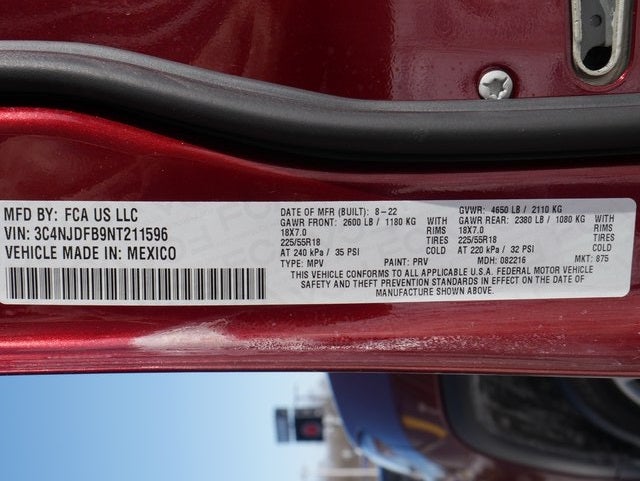 MFD BY: FCA US LLC
VIN: 3C4NJDFB9NT211596
VEHICLE MADE IN: MEXICO
DATE OF MFR (BUILT): 8-22 GVWR: 4650 LB / 2110 KG
GAWR FRONT: 2600 LB / 1180 KG WITH GAWR REAR: 2380 LB / 1080 KG WITH
18X7.0 RIMS 18X7.0 RIMS
225/55R18 TIRES 225/55R18 TIRES
AT 240 kPa / 35 PSI COLD AT 220 kPa / 32 PSI COLD
TYPE: MPV PAINT: PRV MDH: 082216 MKT: 875
THIS VEHICLE CONFORMS TO ALL APPLICABLE U.S.A. FEDERAL MOTOR VEHICLE
SAFETY AND THEFT PREVENTION STANDARDS IN EFFECT ON THE DATE OF
MANUFACTURE SHOWN ABOVE.